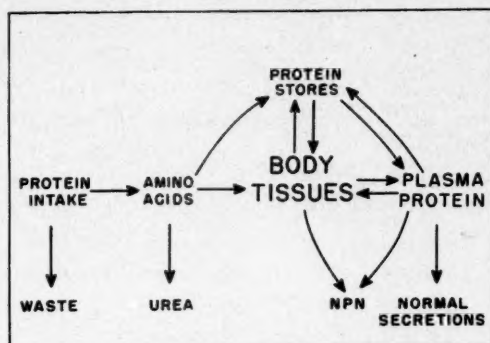 PROTEIN
STORES
BODY
TISSUES
PROTEIN
INTAKE
AMINO
ACIDS
PLASMA
PROTEIN
WASTE
UREA
NPN
NORMAL
SECRETIONS